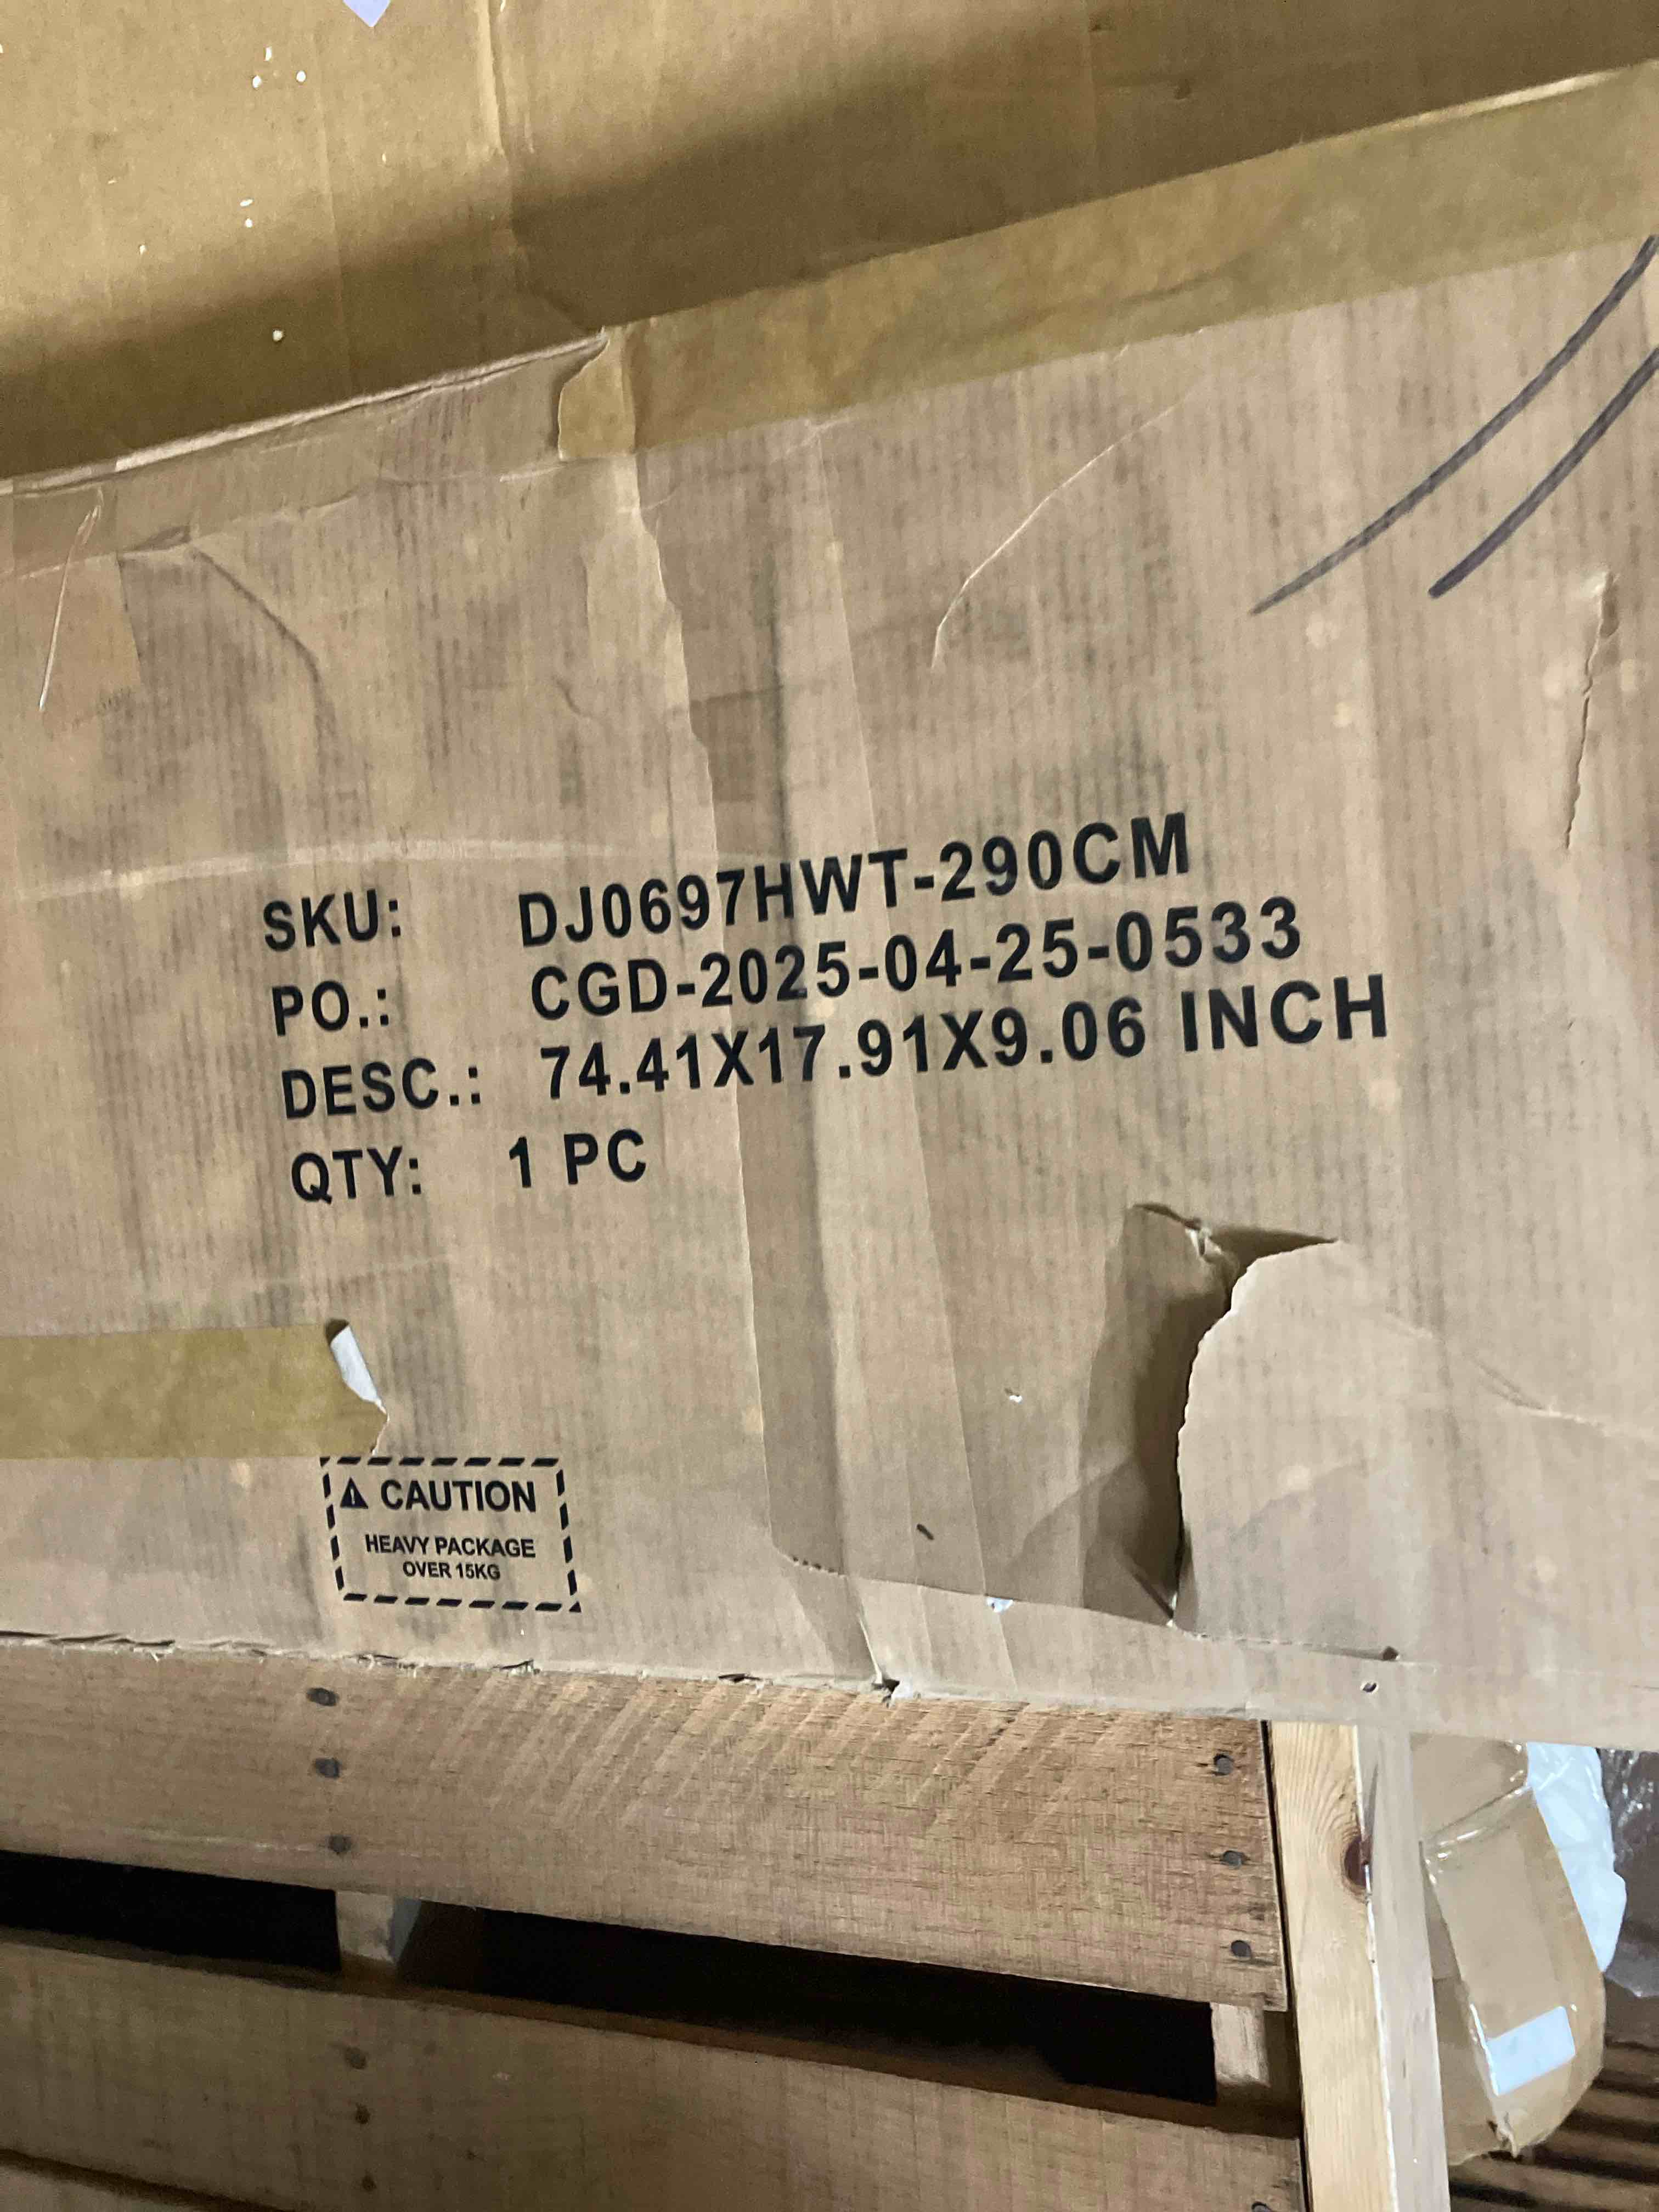 SKU: DJ0697HWT-290CM
PO.: CGD-2025-04-25-0533
DESC.: 74.41X17.91X9.06 INCH
QTY: 1 PC
CAUTION
HEAVY PACKAGE
OVER 15KG